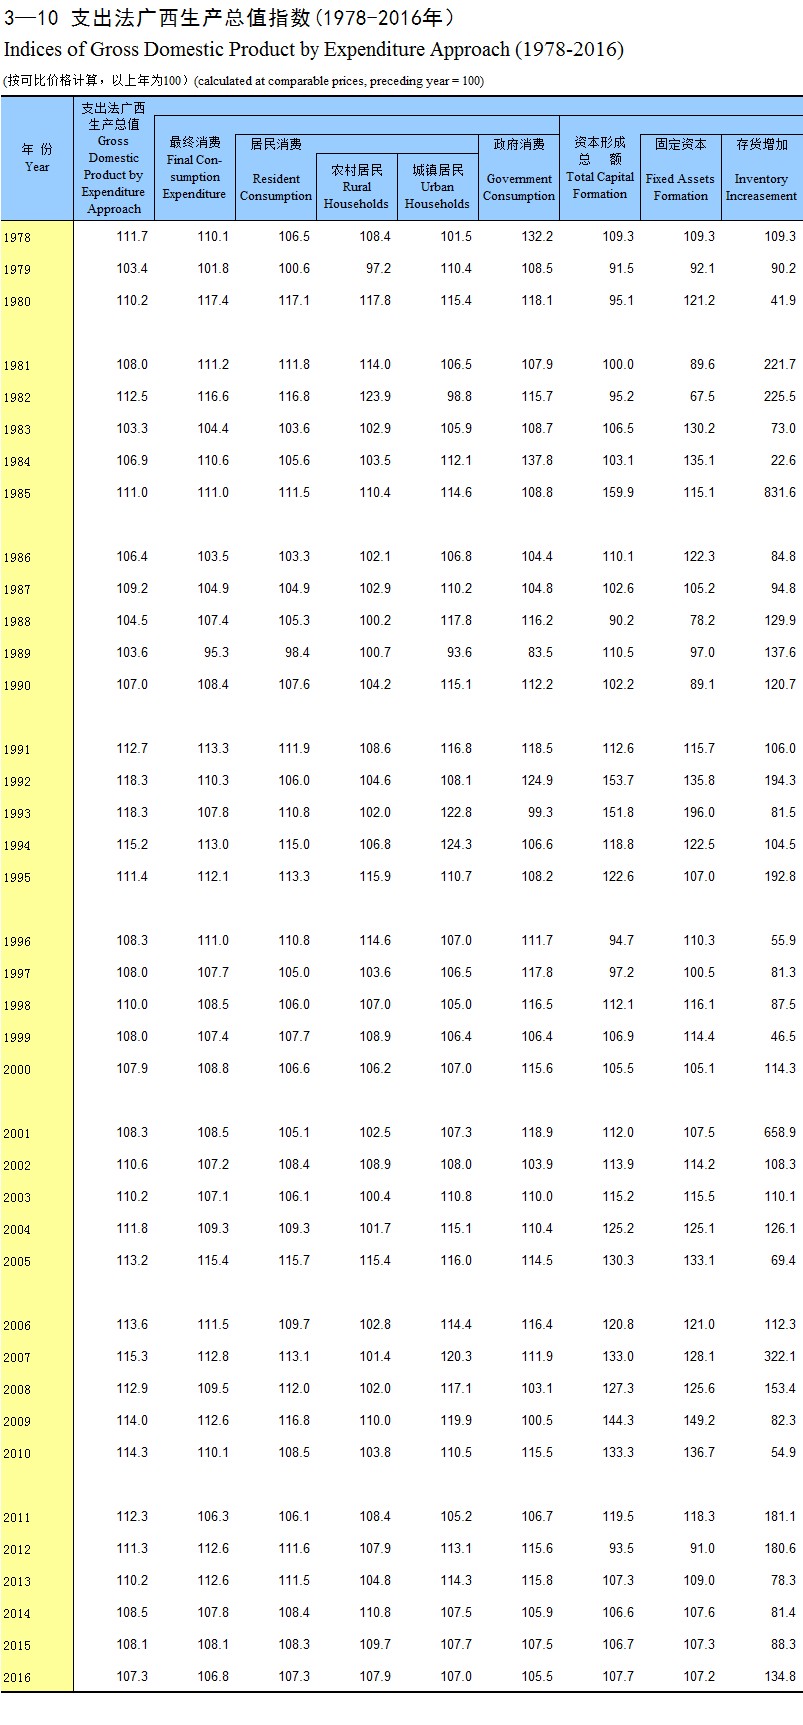 3—10 支出法广西生产总值指数(1978-2016年)
Indices of Gross Domestic Product by Expenditure Approach (1978-2016)
(按可比价格计算，以上年为100) (calculated at comparable prices, preceding year = 100)
年 份
Year
支出法广西
生产总值
Gross
Domestic
Product by
Expenditure
Approach
最终消费
Final Con-
sumption
Expenditure
居民消费
Resident
Consumption
农村居民
Rural
Households
城镇居民
Urban
Households
政府消费
Government
Consumption
资本形成
总 额
Total Capital
Formation
固定资本
Fixed Assets
Formation
存货增加
Inventory
Increasement
1978 111.7 110.1 106.5 108.4 101.5 132.2 109.3 109.3 109.3
1979 103.4 101.8 100.6 97.2 110.4 108.5 91.5 92.1 90.2
1980 110.2 117.4 117.1 117.8 115.4 118.1 95.1 121.2 41.9
1981 108.0 111.2 111.8 114.0 106.5 107.9 100.0 89.6 221.7
1982 112.5 116.6 116.8 123.9 98.8 115.7 95.2 67.5 225.5
1983 103.3 104.4 103.6 102.9 105.9 108.7 106.5 130.2 73.0
1984 106.9 110.6 105.6 103.5 112.1 137.8 103.1 135.1 22.6
1985 111.0 111.0 111.5 110.4 114.6 108.8 159.9 115.1 831.6
1986 106.4 103.5 103.3 102.1 106.8 104.4 110.1 122.3 84.8
1987 109.2 104.9 104.9 102.9 110.2 104.8 102.6 105.2 94.8
1988 104.5 107.4 105.3 100.2 117.8 116.2 90.2 78.2 129.9
1989 103.6 95.3 98.4 100.7 93.6 83.5 110.5 97.0 137.6
1990 107.0 108.4 107.6 104.2 115.1 112.2 102.2 89.1 120.7
1991 112.7 113.3 111.9 108.6 116.8 118.5 112.6 115.7 106.0
1992 118.3 110.3 106.0 104.6 108.1 124.9 153.7 135.8 194.3
1993 118.3 107.8 110.8 102.0 122.8 99.3 151.8 196.0 81.5
1994 115.2 113.0 115.0 106.8 124.3 106.6 118.8 122.5 104.5
1995 111.4 112.1 113.3 115.9 110.7 108.2 122.6 107.0 192.8
1996 108.3 111.0 110.8 114.6 107.0 111.7 94.7 110.3 55.9
1997 108.0 107.7 105.0 103.6 106.5 117.8 97.2 100.5 81.3
1998 110.0 108.5 106.0 107.0 105.0 116.5 112.1 116.1 87.5
1999 108.0 107.4 107.7 108.9 106.4 106.4 106.9 114.4 46.5
2000 107.9 108.8 106.6 106.2 107.0 115.6 105.5 105.1 114.3
2001 108.3 108.5 105.1 102.5 107.3 118.9 112.0 107.5 658.9
2002 110.6 107.2 108.4 108.9 108.0 103.9 113.9 114.2 108.3
2003 110.2 107.1 106.1 100.4 110.8 110.0 115.2 115.5 110.1
2004 111.8 109.3 109.3 101.7 115.1 110.4 125.2 125.1 126.1
2005 113.2 115.4 115.7 115.4 116.0 114.5 130.3 133.1 69.4
2006 113.6 111.5 109.7 102.8 114.4 116.4 120.8 121.0 112.3
2007 115.3 112.8 113.1 101.4 120.3 111.9 133.0 128.1 322.1
2008 112.9 109.5 112.0 102.0 117.1 103.1 127.3 125.6 153.4
2009 114.0 112.6 116.8 110.0 119.9 100.5 144.3 149.2 82.3
2010 114.3 110.1 108.5 103.8 110.5 115.5 133.3 136.7 54.9
2011 112.3 106.3 106.1 108.4 105.2 106.7 119.5 118.3 181.1
2012 111.3 112.6 111.6 107.9 113.1 115.6 93.5 91.0 180.6
2013 110.2 112.6 111.5 104.8 114.3 115.8 107.3 109.0 78.3
2014 108.5 107.8 108.4 110.8 107.5 105.9 106.6 107.6 81.4
2015 108.1 108.1 108.3 109.7 107.7 107.5 106.7 107.3 88.3
2016 107.3 106.8 107.3 107.9 107.0 105.5 107.7 107.2 134.8